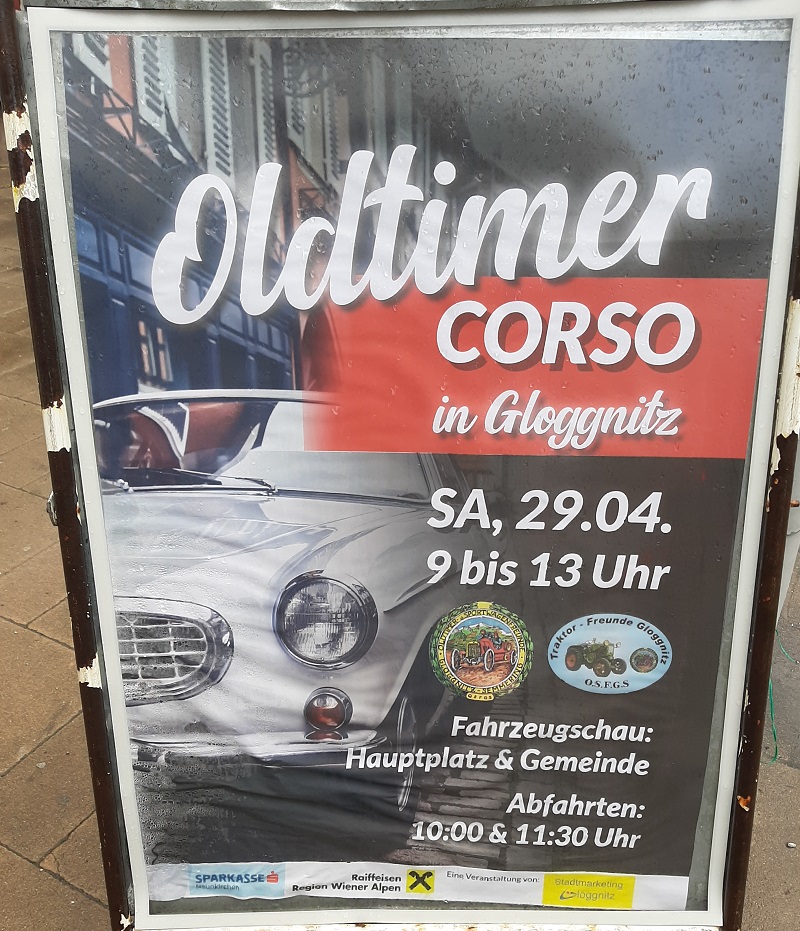 Oldtimer
CORSO
in Gloggnitz
SA, 29.04.
9 bis 13 Uhr
Traktor - Freunde Gloggnitz
O.S.F.G.S
Fahrzeugschau:
Hauptplatz & Gemeinde
Abfahrten:
10:00 & 11:30 Uhr
SPARKASSE
Neunkirchen
Raiffeisen
Region Wiener Alpen
Eine Veranstaltung von:
Stadtmarketing
Gloggnitz